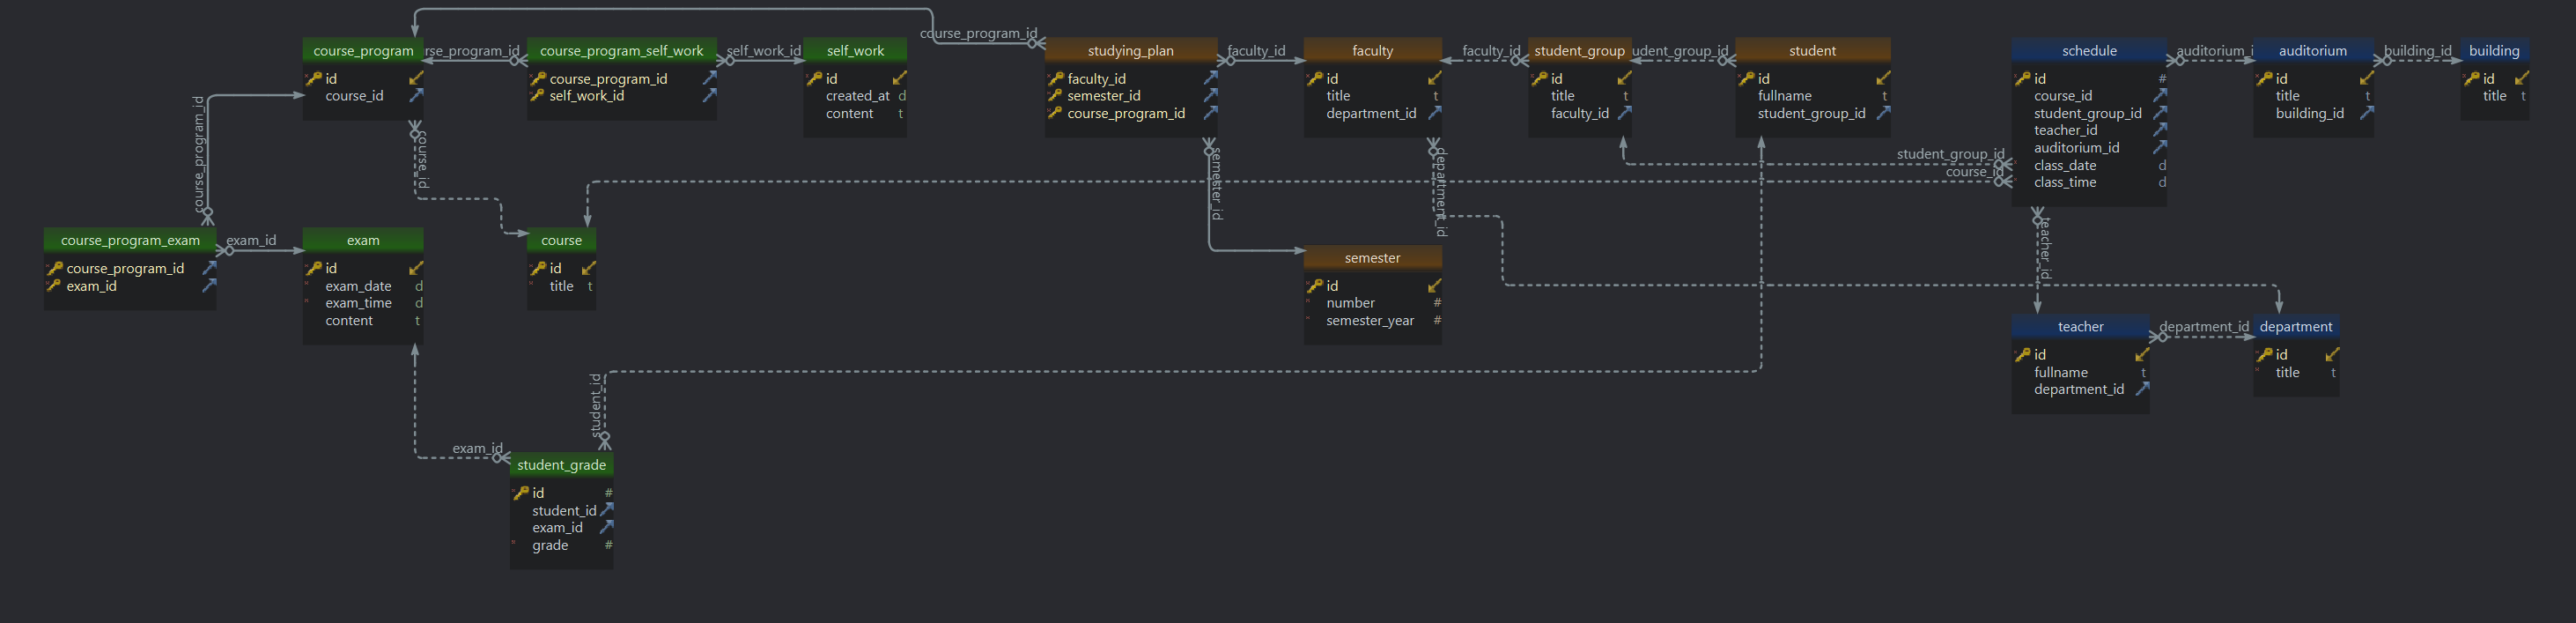 course_program_id
course_program
rse_program_id
course_program_self_work
self_work_id
self_work
studying_plan
faculty_id
faculty
faculty_id
student_group
udent_group_id
student
schedule
auditorium_i
auditorium
building_id
building
id
course_id
course_program_id
self_work_id
id
created_at d
content t
faculty_id
semester_id
course_program_id
id
title t
department_id
id
title t
faculty_id
id
fullname t
student_group_id
id #
course_id
student_group_id
teacher_id
auditorium_id
class_date d
class_time d
id
title t
building_id
id
title t
course_program_id
course_id
semester_id
department_id
student_group_id
course_id
teacher_id
course_program_exam
exam_id
exam
course
semester
course_program_id
exam_id
id
exam_date d
exam_time d
content t
id
title t
id
number #
semester_year #
teacher
department_id
department
id
fullname t
department_id
id
title t
student_id
exam_id
student_grade
id #
student_id
exam_id
grade #